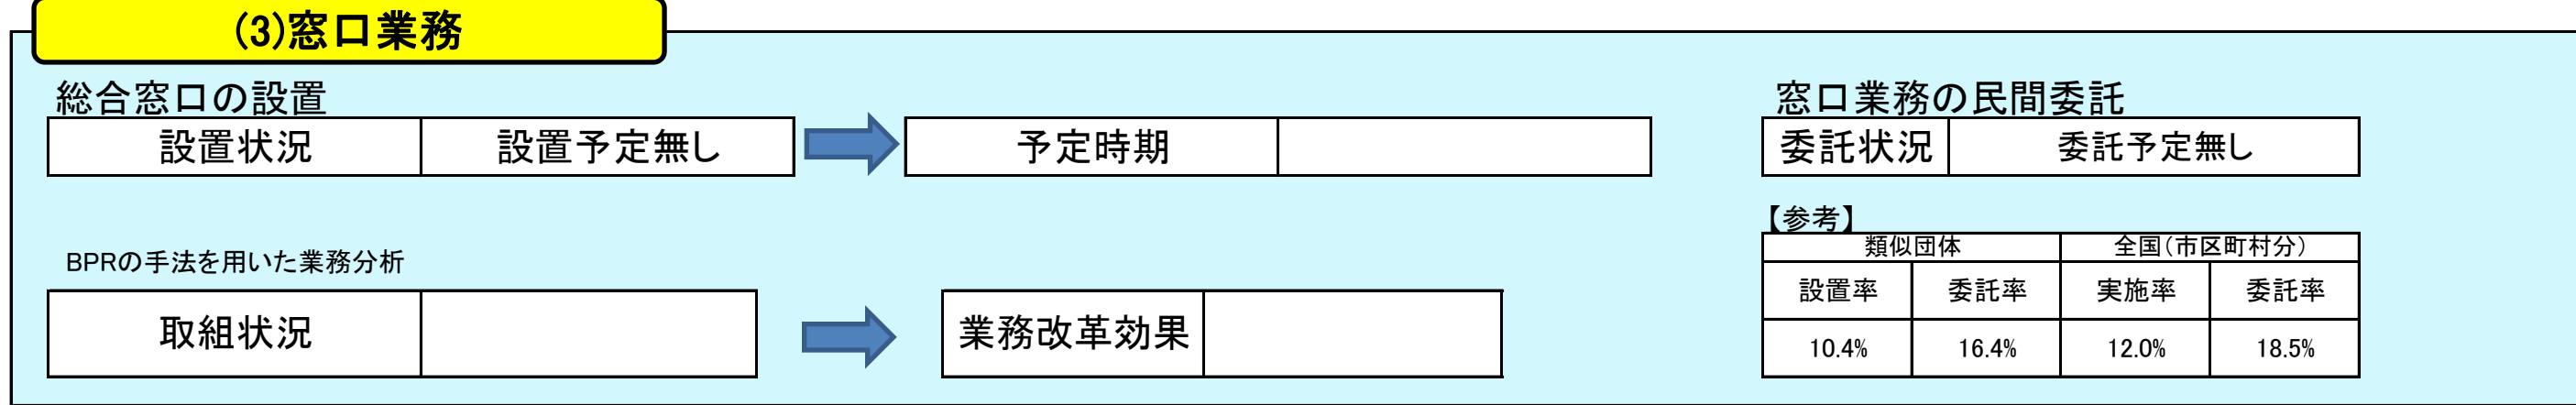 (3)窓口業務
総合窓口の設置
設置状況 設置予定無し 予定時期
窓口業務の民間委託
委託状況 委託予定無し
【参考】
類似団体 全国(市区町村分)
設置率 委託率 実施率 委託率
10.4% 16.4% 12.0% 18.5%
BPRの手法を用いた業務分析
取組状況 業務改革効果